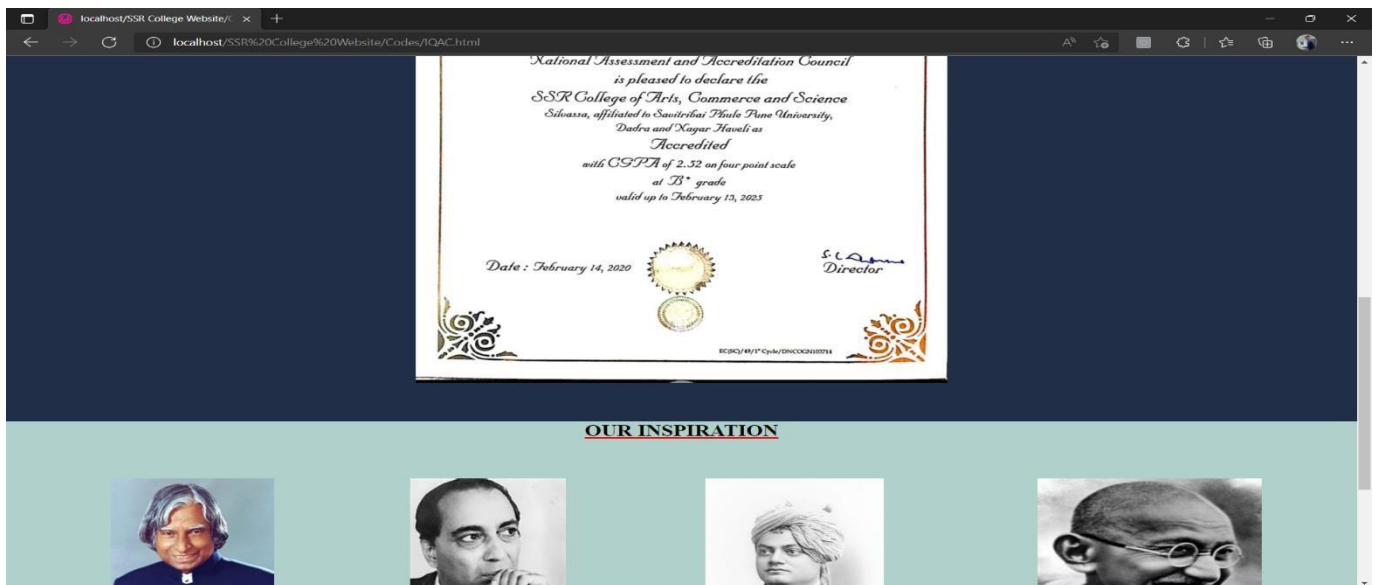 localhost/SSR College Website/C
localhost/SSR%20College%20Website/Codes/IQAC.html
National Assessment and Accreditation Council
is pleased to declare the
SSR College of Arts, Commerce and Science
Silvassa, affiliated to Savitribai Phule Pune University,
Dadra and Nagar Haveli as
Accredited
with CGPA of 2.32 on four point scale
at B⁺ grade
valid up to February 13, 2025
Date : February 14, 2020
Director
OUR INSPIRATION